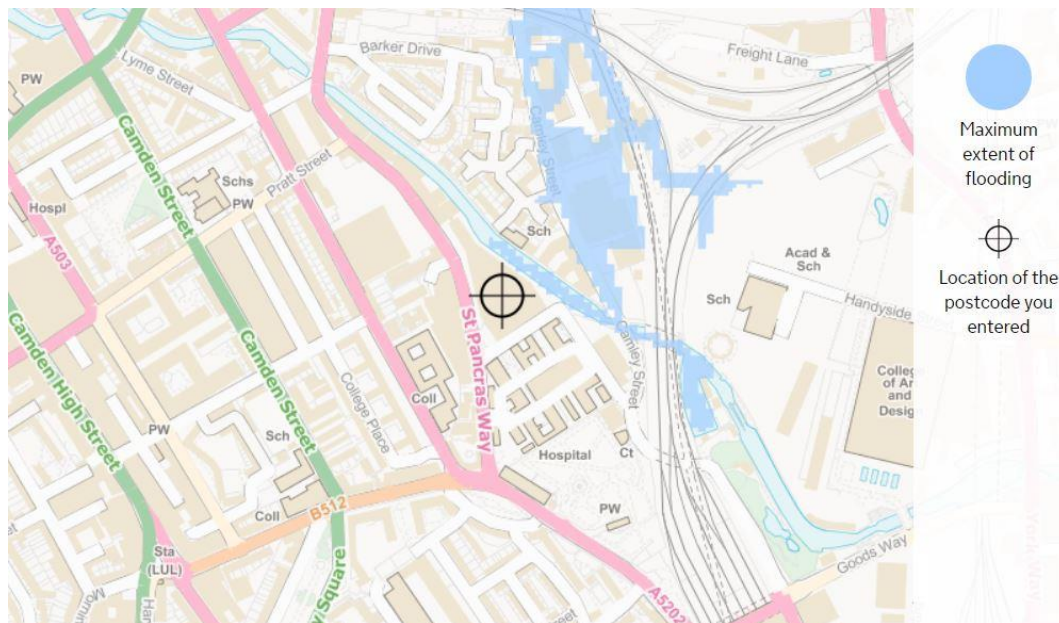 Barker Drive
Freight Lane
Lyme Street
PW
Camley Street
Camden Street
Pratt Street
Schs
PW
Hospl
A503
Sch
Acad &
Sch
Sch
Handyside
St Pancras Way
Camley Street
Camden High Street
Camden Street
College Place
Coll
Colleg
of Ar
and
Desig
PW
Sch
Hospital
Ct
Coll
B512
PW
Sta
(LUL)
Goods Way
Square
A5202
Maximum
extent of
flooding
Location of the
postcode you
entered